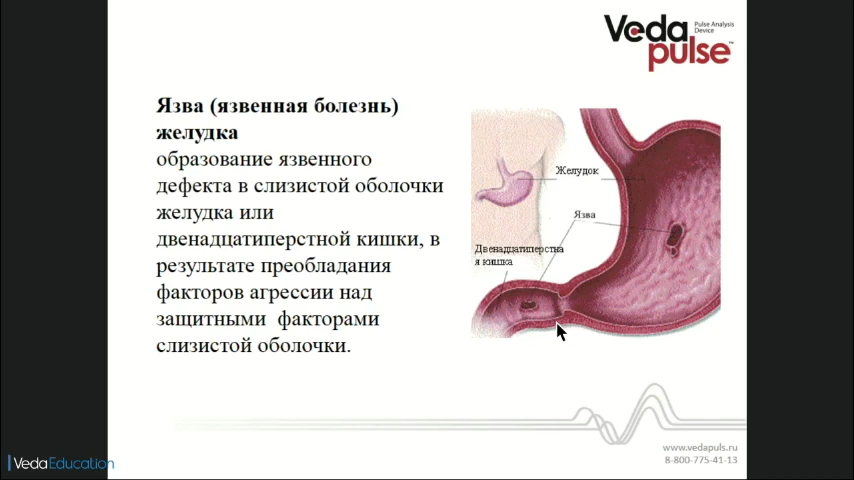 Veda
pulse™
Pulse Analysis
Device
Язва (язвенная болезнь)
желудка
образование язвенного
дефекта в слизистой оболочки
желудка или
двенадцатиперстной кишки, в
результате преобладания
факторов агрессии над
защитными факторами
слизистой оболочки.
Желудок
Язва
Двенадцатиперстна
я кишка
www.vedapuls.ru
8-800-775-41-13
VedaEducation